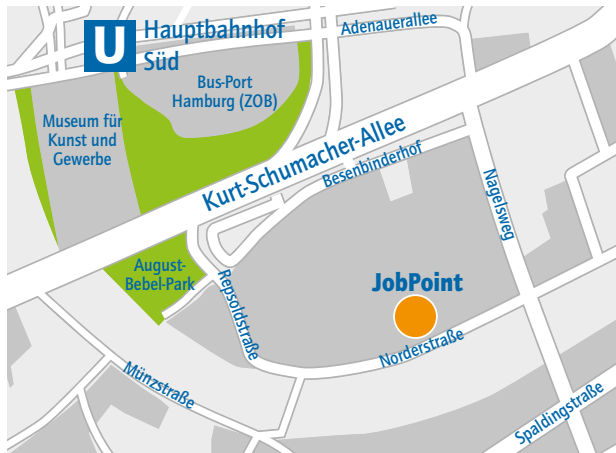 U Hauptbahnhof
Süd
Adenauerallee
Bus-Port
Hamburg (ZOB)
Museum für
Kunst und
Gewerbe
Kurt-Schumacher-Allee
Besenbinderhof
Nagelsweg
August-
Bebel-Park
Repsoldstraße
JobPoint
Norderstraße
Münzstraße
Spaldingstraße